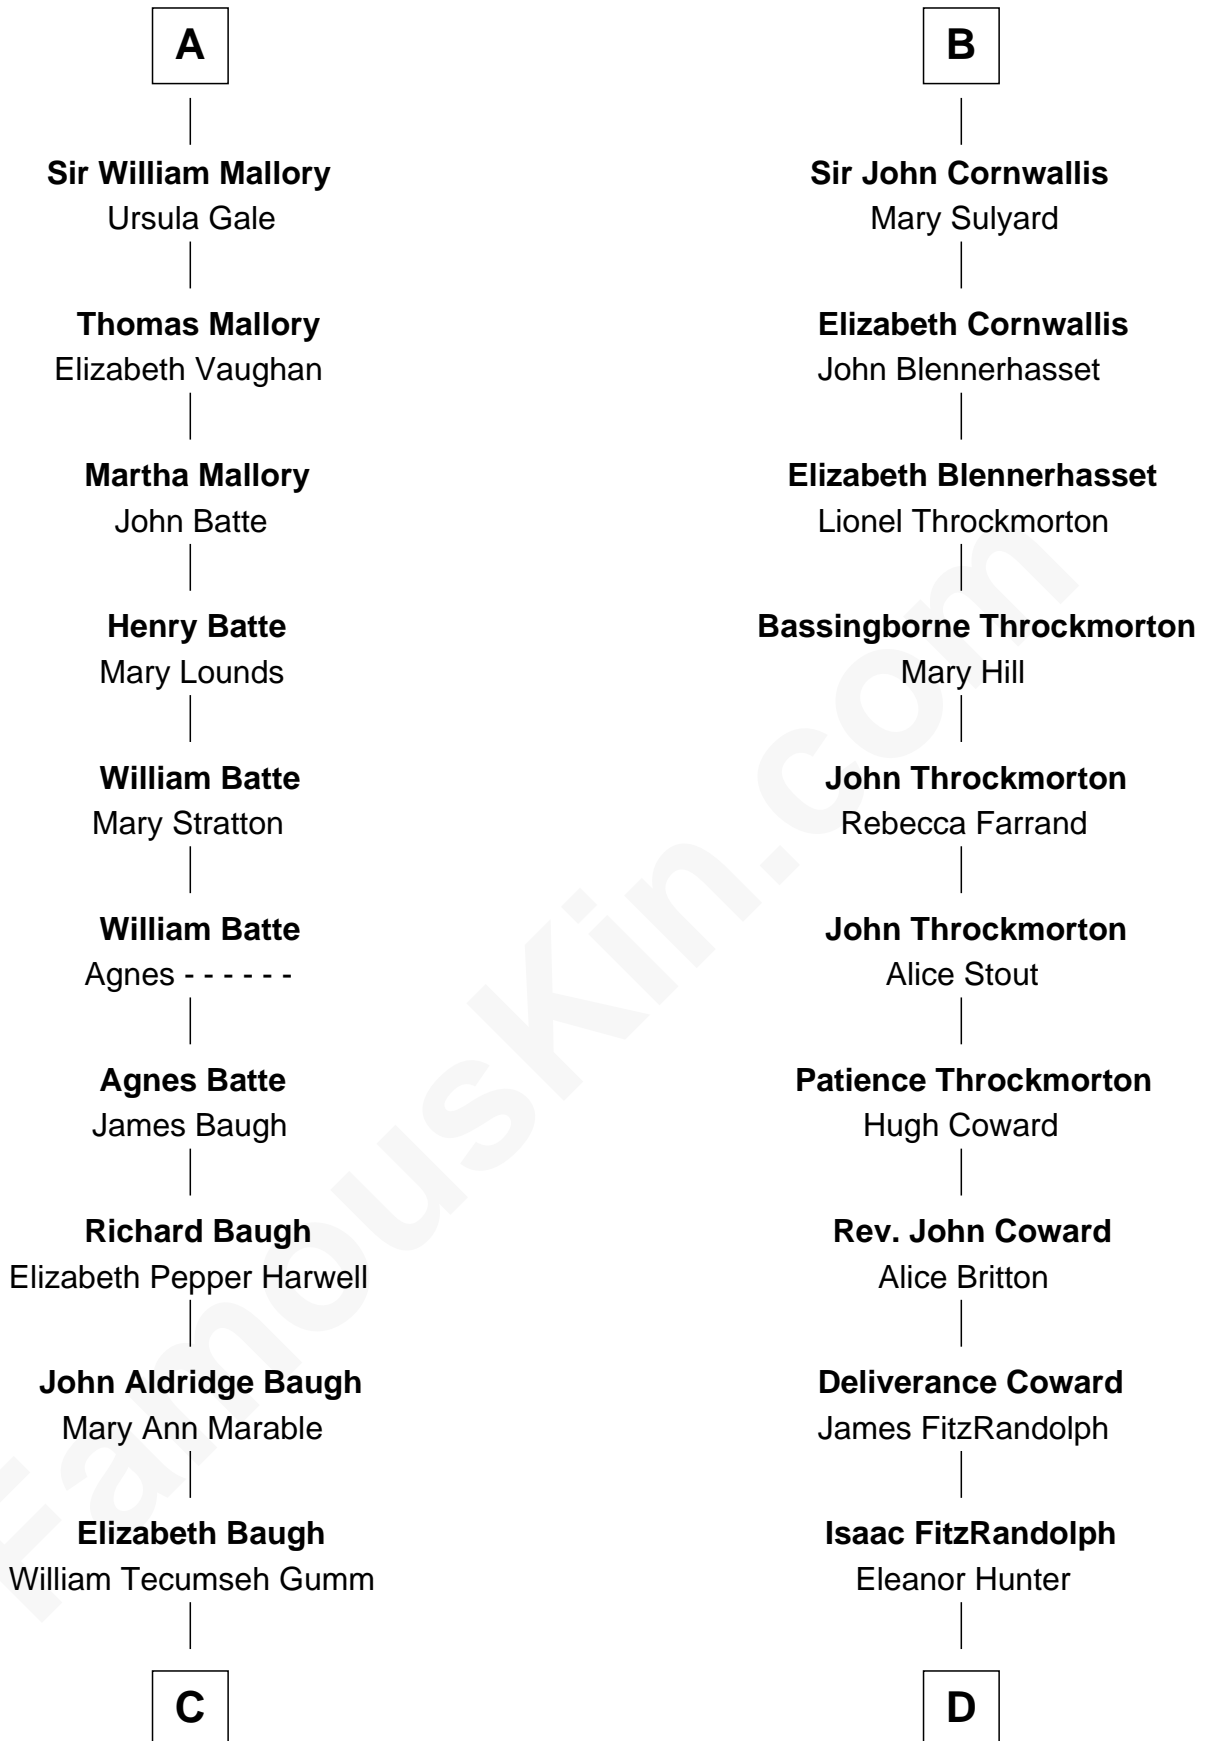 A
Sir William Mallory
Ursula Gale
Thomas Mallory
Elizabeth Vaughan
Martha Mallory
John Batte
Henry Batte
Mary Lounds
William Batte
Mary Stratton
William Batte
Agnes - - - - - -
Agnes Batte
James Baugh
Richard Baugh
Elizabeth Pepper Harwell
John Aldridge Baugh
Mary Ann Marable
Elizabeth Baugh
William Tecumseh Gumm
C
B
Sir John Cornwallis
Mary Sulyard
Elizabeth Cornwallis
John Blennerhasset
Elizabeth Blennerhasset
Lionel Throckmorton
Bassingborne Throckmorton
Mary Hill
John Throckmorton
Rebecca Farrand
John Throckmorton
Alice Stout
Patience Throckmorton
Hugh Coward
Rev. John Coward
Alice Britton
Deliverance Coward
James FitzRandolph
Isaac FitzRandolph
Eleanor Hunter
D
FamousKin.com